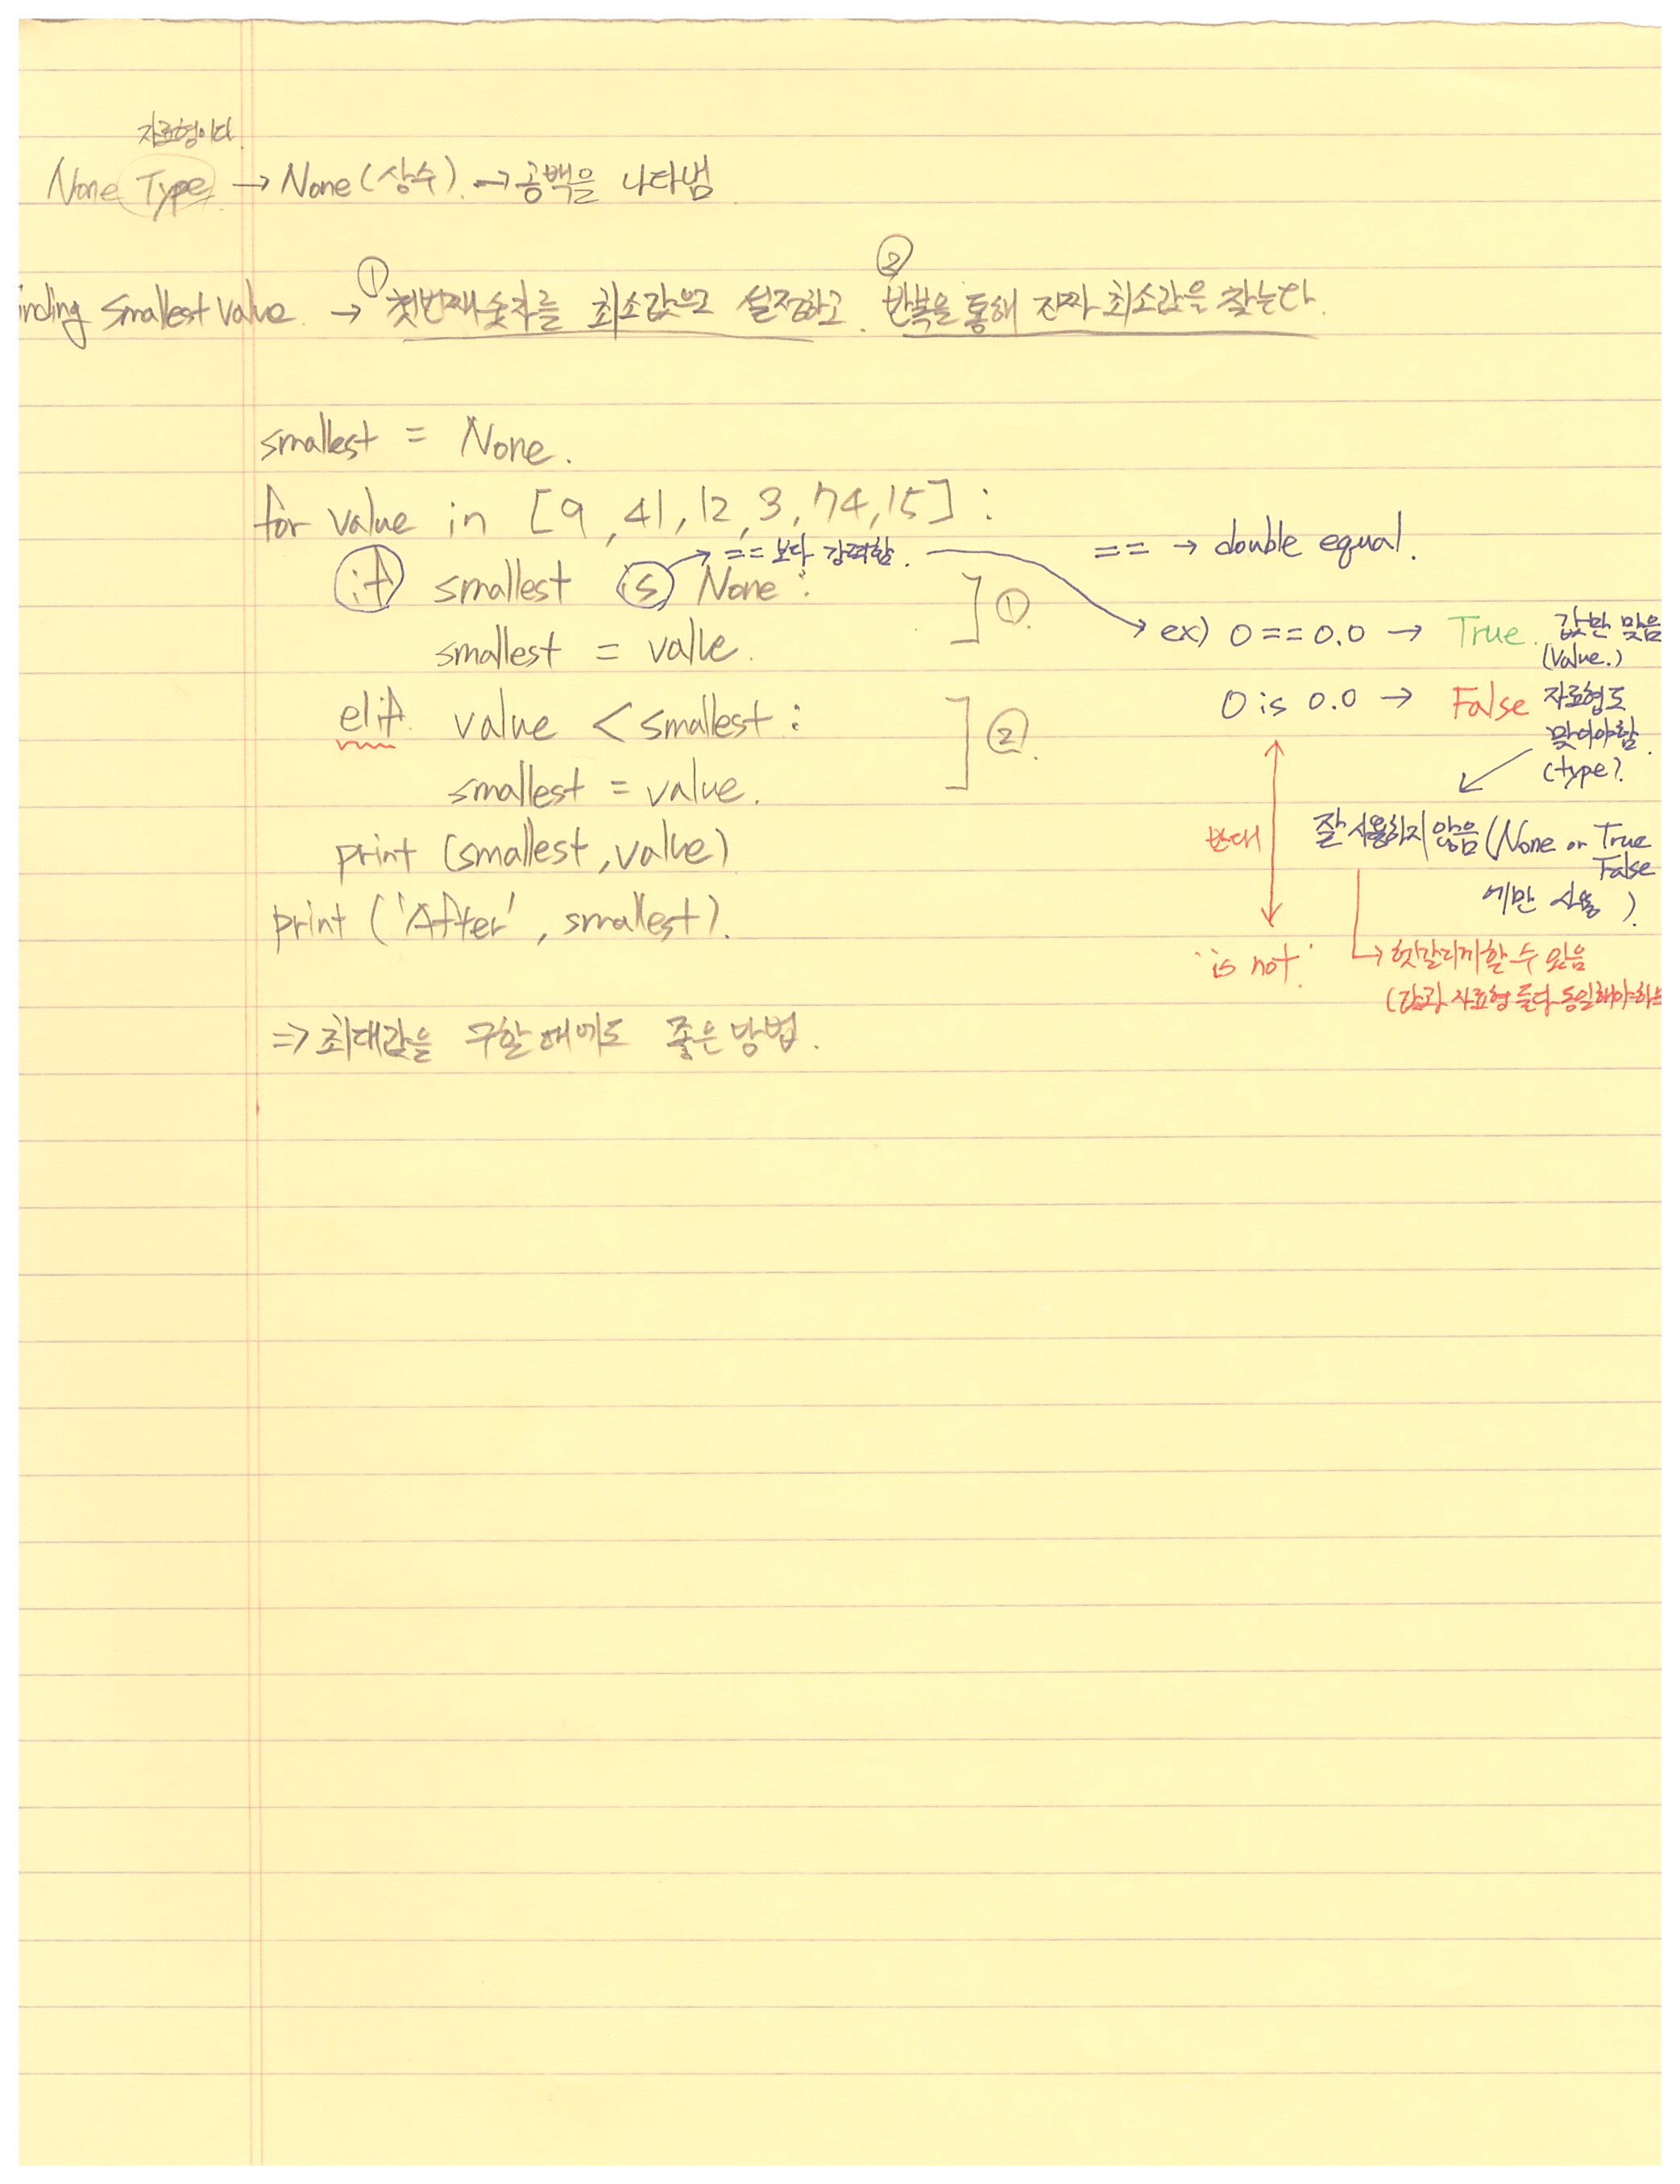 자료형이다.
None Type → None (상수). → 공백을 나타냄
inding smallest value. → ① 첫번째 숫자를 최소값으로 설정하고. ② 반복을 통해 진짜 최소값을 찾는다.
smallest = None.
for value in [9, 41, 12, 3, 74, 15] :
→ == 보다 강력함.
== → double equal.
if smallest is None : ①
smallest = value.
ex) 0 == 0.0 → True. 값만 맞음
(value.)
elif value < smallest : ②
smallest = value.
0 is 0.0 → False 자료형도
맞아야함.
(type).
print (smallest, value)
print ('After', smallest).
반대
잘 사용하지 않음 (None or True
False
에만 사용).
'is not'
→ 헷갈리게할 수 있음
(값과 자료형 둘다 동일해야하는
⇒ 최대값을 구할 때에도 좋은 방법.